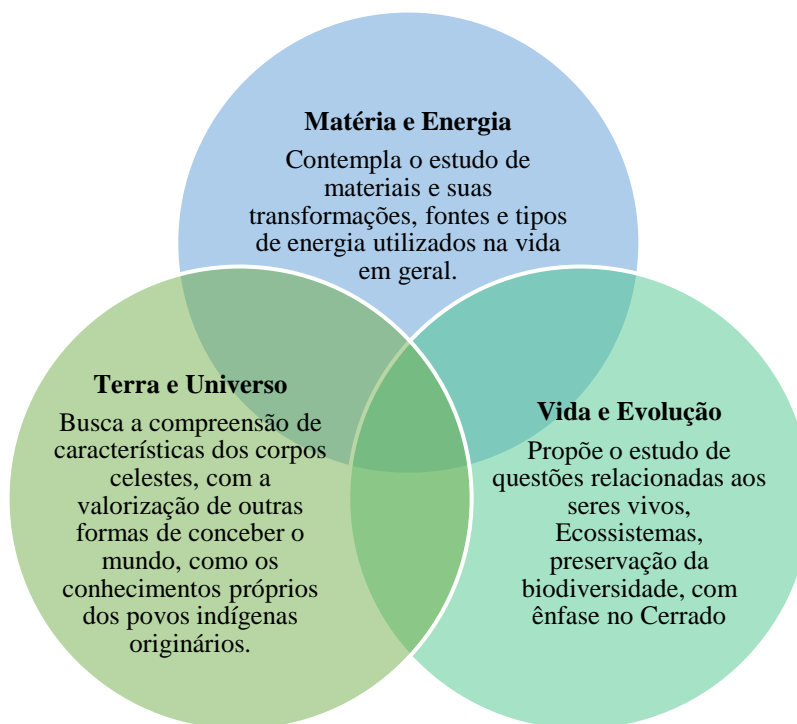 Matéria e Energia
Contempla o estudo de
materiais e suas
transformações, fontes e tipos
de energia utilizados na vida
em geral.
Terra e Universo
Busca a compreensão de
características dos corpos
celestes, com a
valorização de outras
formas de conceber o
mundo, como os
conhecimentos próprios
dos povos indígenas
originários.
Vida e Evolução
Propõe o estudo de
questões relacionadas aos
seres vivos,
Ecossistemas,
preservação da
biodiversidade, com
ênfase no Cerrado